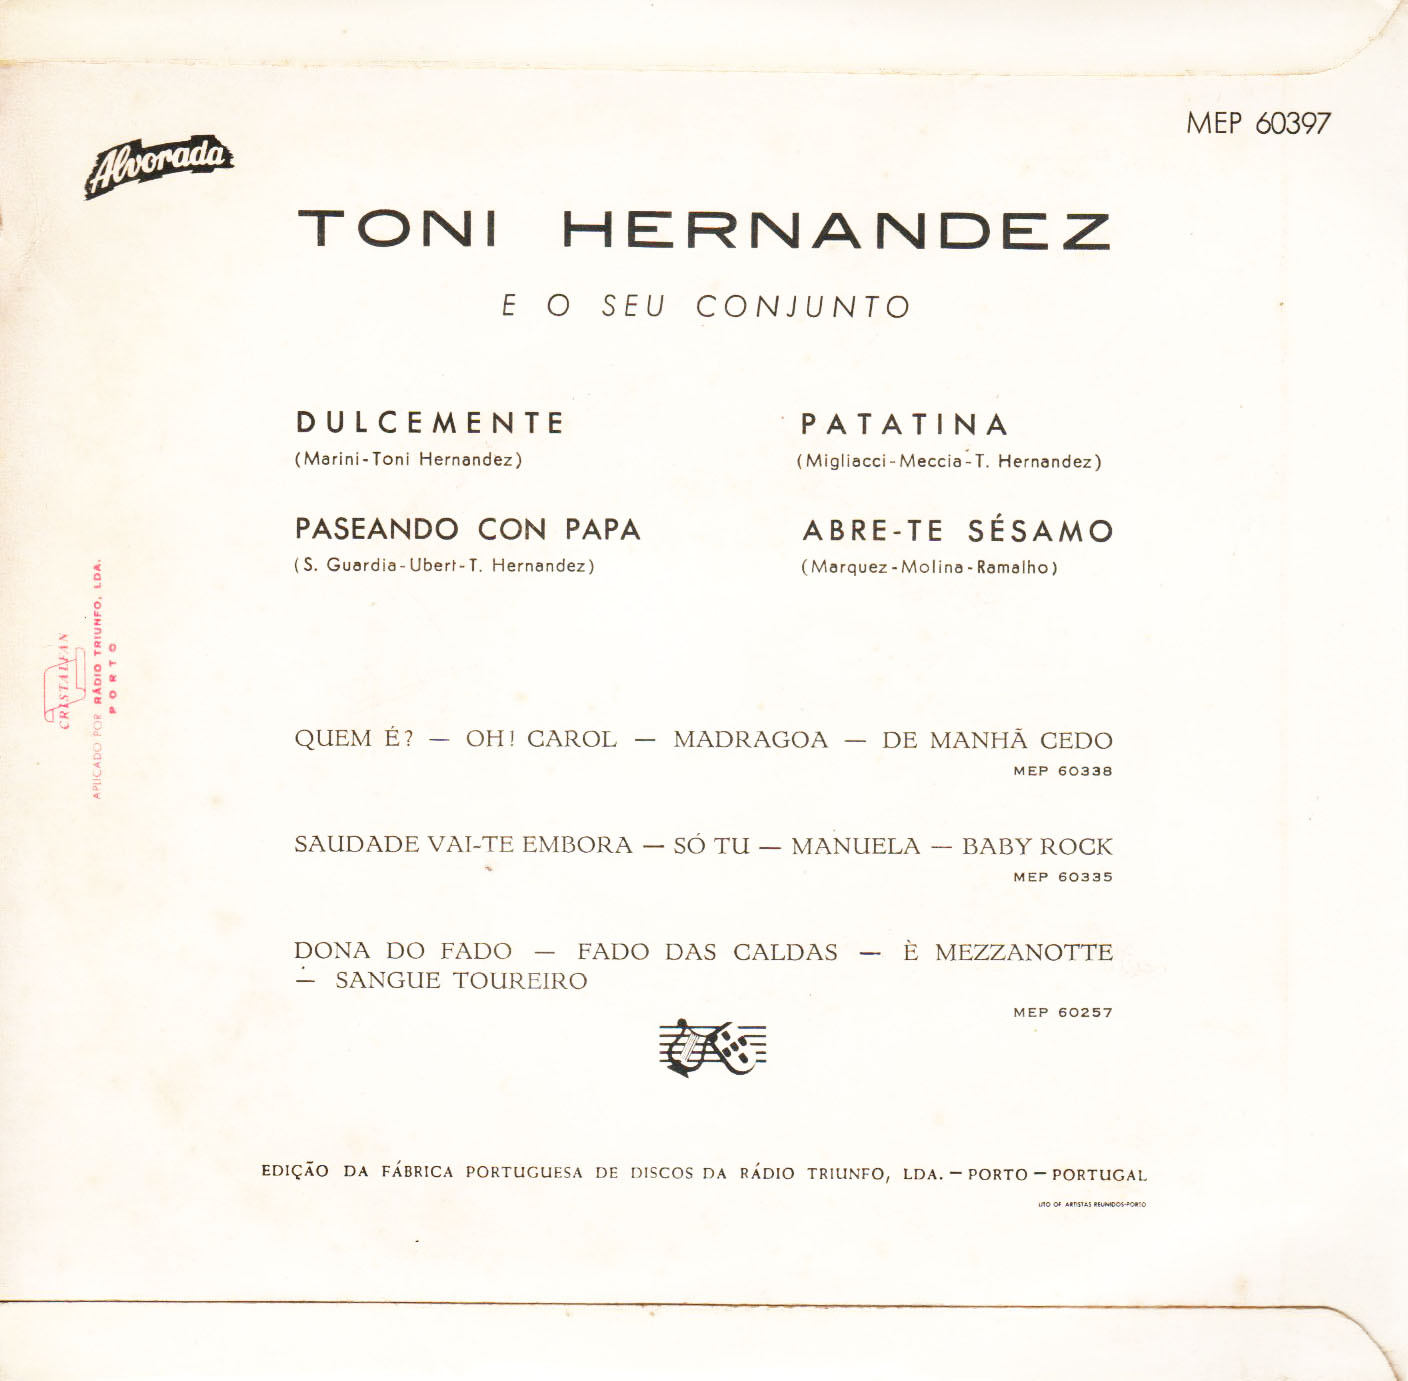 Alvorada
MEP 60397
TONI HERNANDEZ
E O SEU CONJUNTO
DULCEMENTE
(Marini-Toni Hernandez)
PASEANDO CON PAPA
(S. Guardia-Ubert-T. Hernandez)
PATATINA
(Migliacci-Meccia-T. Hernandez)
ABRE-TE SÉSAMO
(Marquez-Molina-Ramalho)
CRISTALFAN
APLICADO POR RÁDIO TRIUNFO, LDA.
PORTO
QUEM É? — OH! CAROL — MADRAGOA — DE MANHÃ CEDO
MEP 60338
SAUDADE VAI-TE EMBORA — SÓ TU — MANUELA — BABY ROCK
MEP 60335
DONA DO FADO — FADO DAS CALDAS — È MEZZANOTTE
— SANGUE TOUREIRO
MEP 60257
EDIÇÃO DA FÁBRICA PORTUGUESA DE DISCOS DA RÁDIO TRIUNFO, LDA. — PORTO — PORTUGAL
LITO OF. ARTISTAS REUNIDOS-PORTO